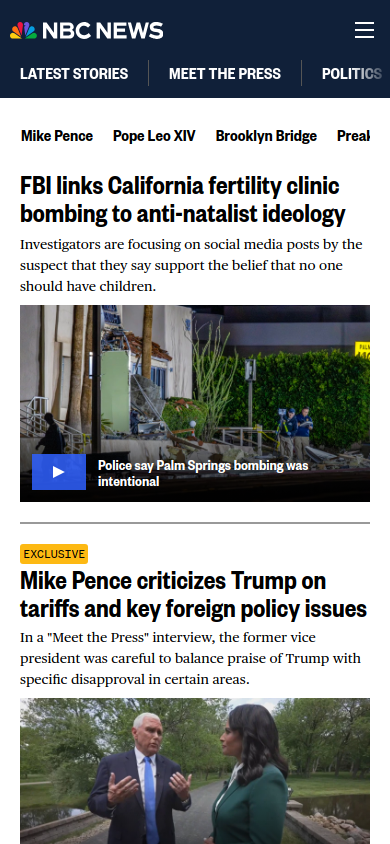 NBC NEWS
LATEST STORIES
MEET THE PRESS
POLITICS
Mike Pence
Pope Leo XIV
Brooklyn Bridge
FBI links California fertility clinic
bombing to anti-natalist ideology
Investigators are focusing on social media posts by the
suspect that they say support the belief that no one
should have children.
Police say Palm Springs bombing was
intentional
EXCLUSIVE
Mike Pence criticizes Trump on
tariffs and key foreign policy issues
In a "Meet the Press" interview, the former vice
president was careful to balance praise of Trump with
specific disapproval in certain areas.